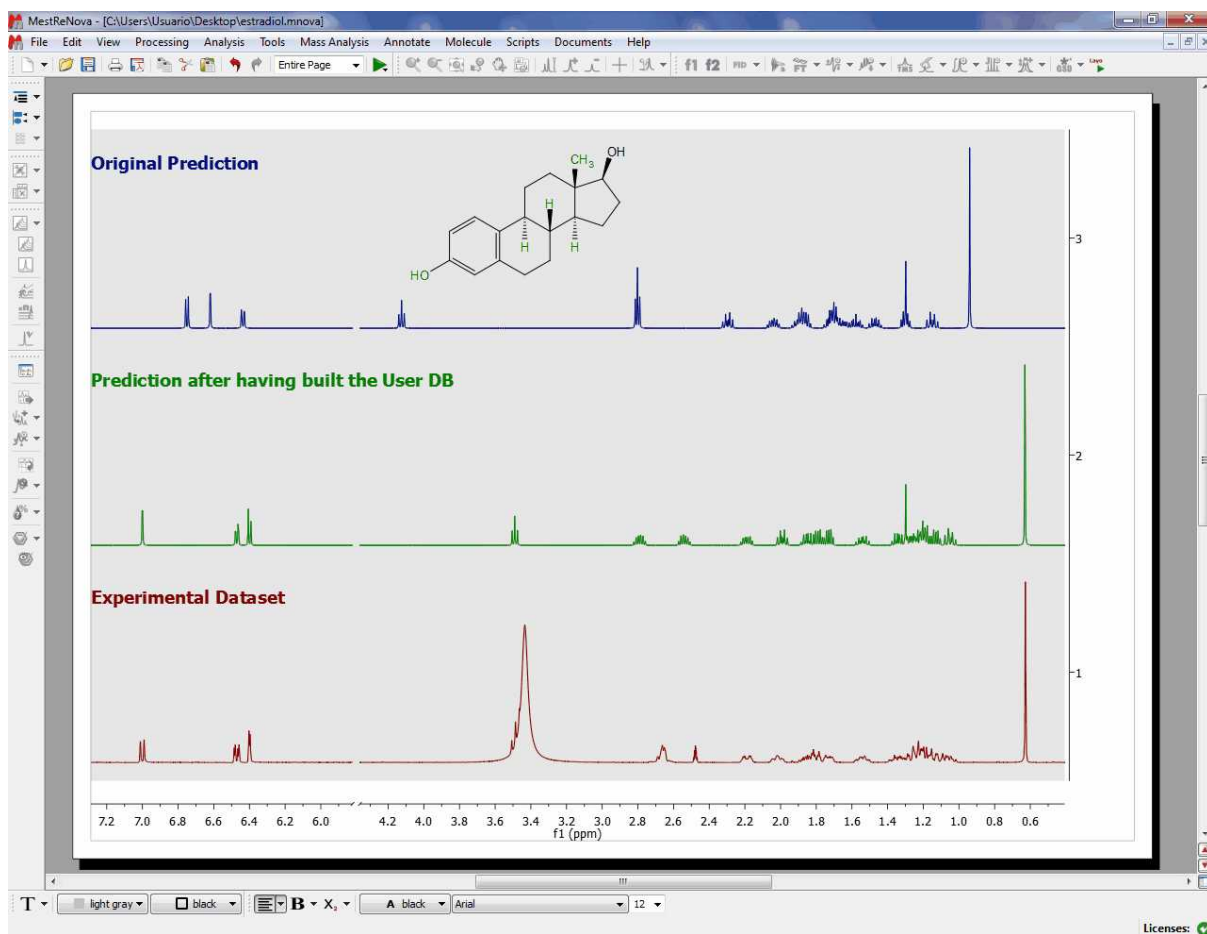 MestReNova - [C:\Users\Usuario\Desktop\estradiol.mnova]
File Edit View Processing Analysis Tools Mass Analysis Annotate Molecule Scripts Documents Help
Entire Page f1 f2 FID
Original Prediction
OH
CH3
H
H H
HO
3
Prediction after having built the User DB
2
Experimental Dataset
1
7.2 7.0 6.8 6.6 6.4 6.2 6.0 4.2 4.0 3.8 3.6 3.4 3.2 3.0 2.8 2.6 2.4 2.2 2.0 1.8 1.6 1.4 1.2 1.0 0.8 0.6
f1 (ppm)
T light gray black B X A black Arial 12
Licenses: